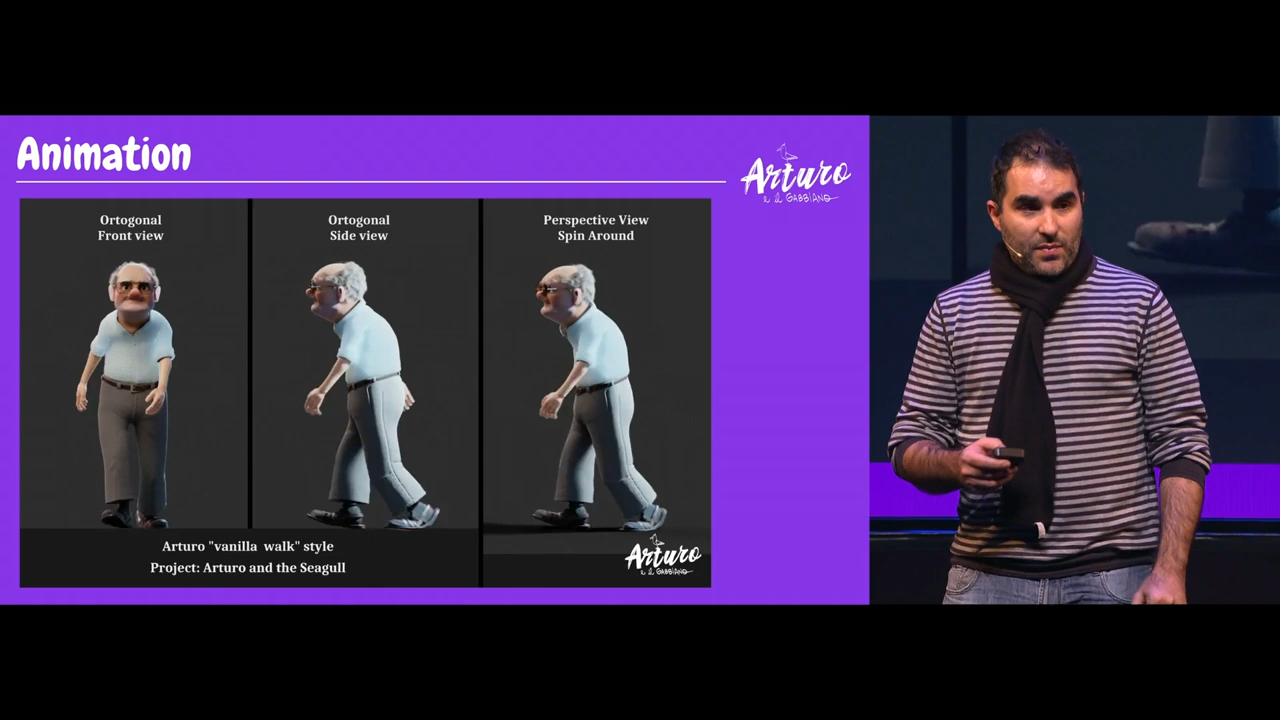 Animation
Arturo
e il GABBIANO
Ortogonal
Front view
Ortogonal
Side view
Perspective View
Spin Around
Arturo "vanilla walk" style
Project: Arturo and the Seagull
Arturo
e il GABBIANO